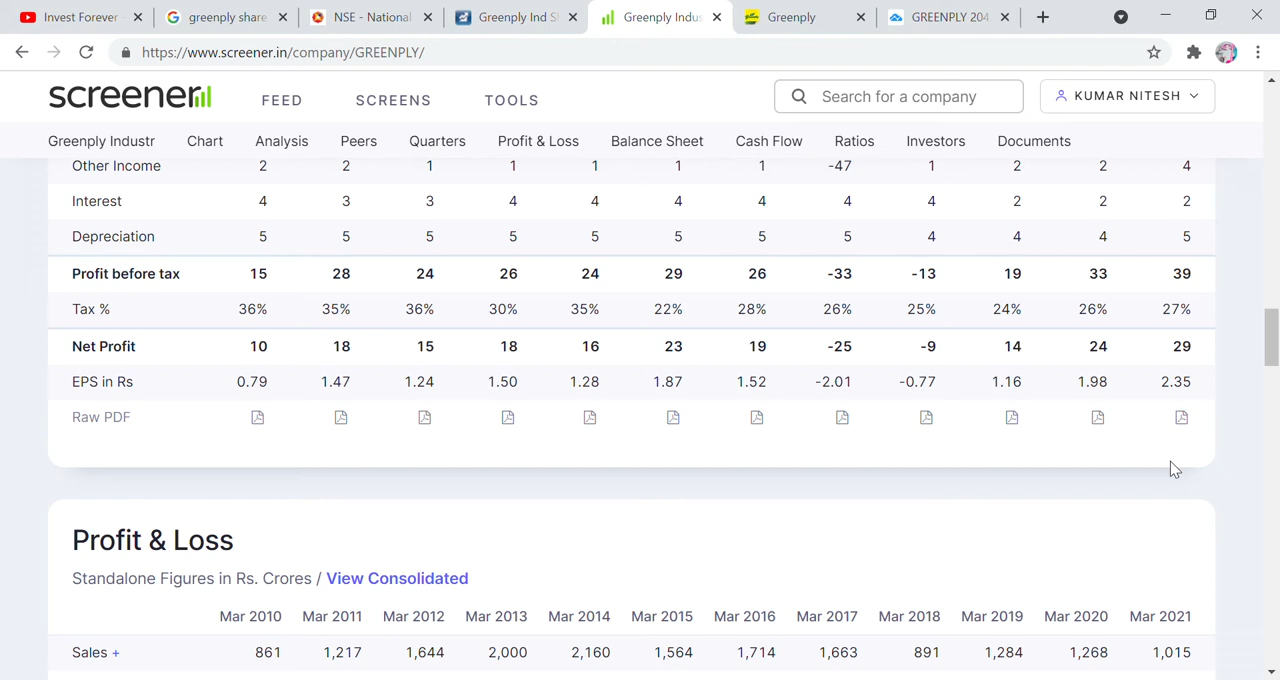 Invest Forever
greenply share
NSE - National
Greenply Ind S
Greenply Indus
Greenply
GREENPLY 204
https://www.screener.in/company/GREENPLY/
screener
FEED SCREENS TOOLS
Search for a company
KUMAR NITESH
Greenply Industr Chart Analysis Peers Quarters Profit & Loss Balance Sheet Cash Flow Ratios Investors Documents
Other Income 2 2 1 1 1 1 1 -47 1 2 2 4
Interest 4 3 3 4 4 4 4 4 4 2 2 2
Depreciation 5 5 5 5 5 5 5 5 4 4 4 5
Profit before tax 15 28 24 26 24 29 26 -33 -13 19 33 39
Tax % 36% 35% 36% 30% 35% 22% 28% 26% 25% 24% 26% 27%
Net Profit 10 18 15 18 16 23 19 -25 -9 14 24 29
EPS in Rs 0.79 1.47 1.24 1.50 1.28 1.87 1.52 -2.01 -0.77 1.16 1.98 2.35
Raw PDF
Profit & Loss
Standalone Figures in Rs. Crores / View Consolidated
Mar 2010 Mar 2011 Mar 2012 Mar 2013 Mar 2014 Mar 2015 Mar 2016 Mar 2017 Mar 2018 Mar 2019 Mar 2020 Mar 2021
Sales + 861 1,217 1,644 2,000 2,160 1,564 1,714 1,663 891 1,284 1,268 1,015